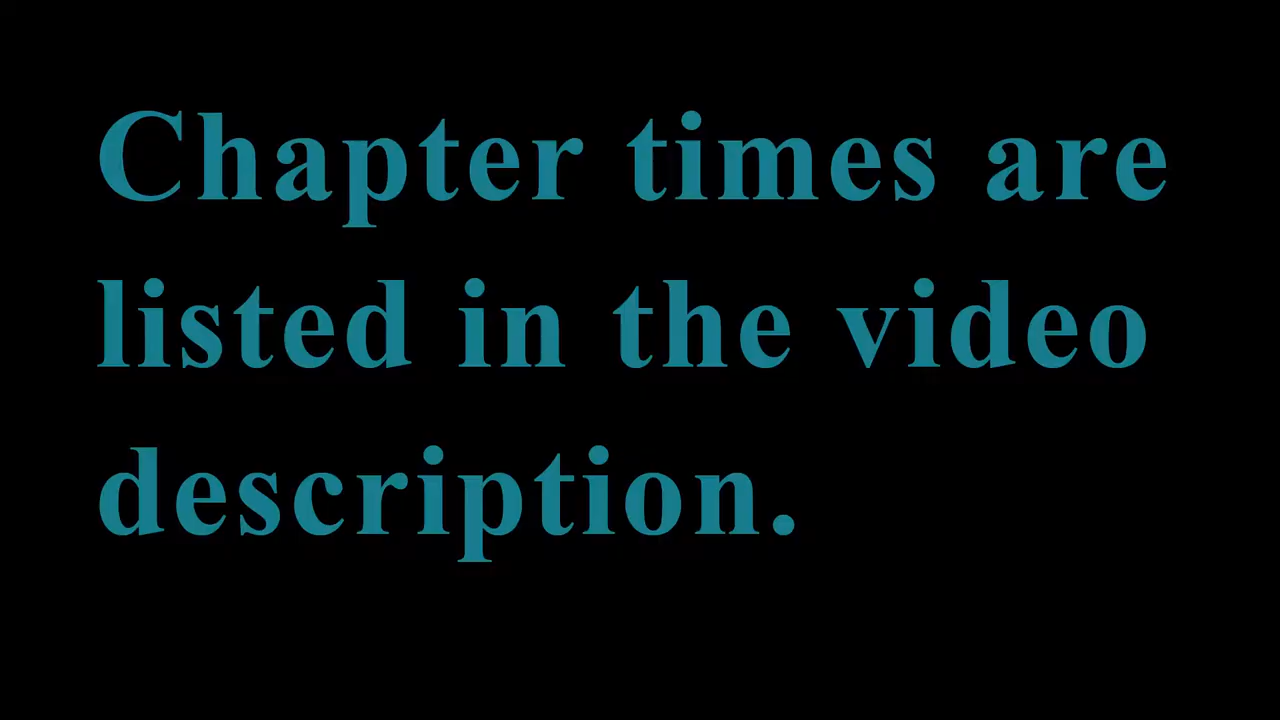 Chapter times are
listed in the video
description.